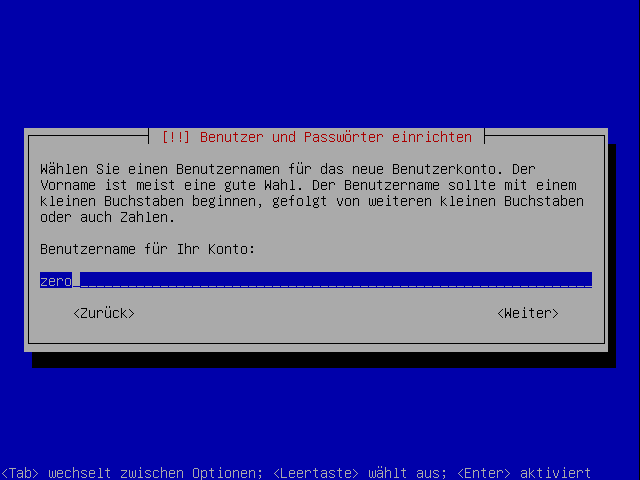 [!!] Benutzer und Passwörter einrichten
Wählen Sie einen Benutzernamen für das neue Benutzerkonto. Der
Vorname ist meist eine gute Wahl. Der Benutzername sollte mit einem
kleinen Buchstaben beginnen, gefolgt von weiteren kleinen Buchstaben
oder auch Zahlen.
Benutzername für Ihr Konto:
zero
<Zurück> <Weiter>
<Tab> wechselt zwischen Optionen; <Leertaste> wählt aus; <Enter> aktiviert